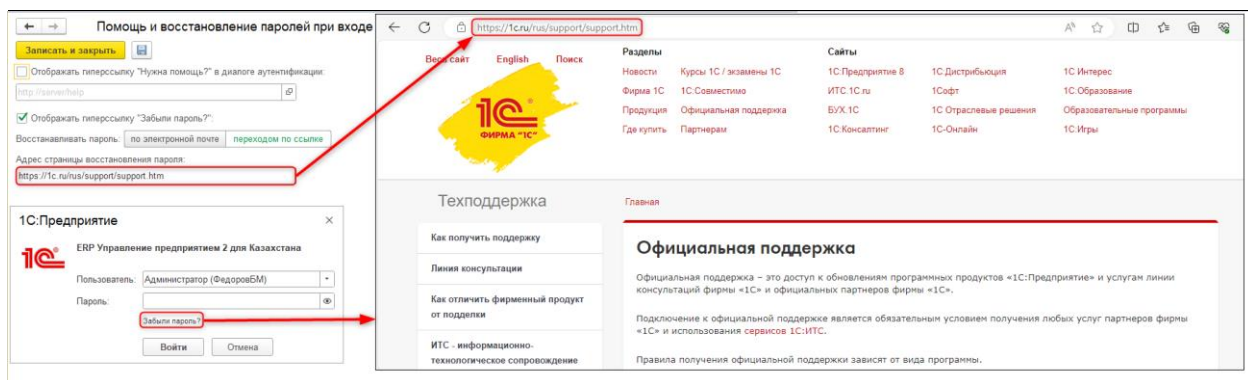 Помощь и восстановление паролей при входе
Записать и закрыть
Отображать гиперссылку "Нужна помощь?" в диалоге аутентификации:
http://server/help
Отображать гиперссылку "Забыли пароль?":
Восстанавливать пароль: по электронной почте переходом по ссылке
Адрес страницы восстановления пароля:
https://1c.ru/rus/support/support.htm
1С:Предприятие
1С
ERP Управление предприятием 2 для Казахстана
Пользователь: Администратор (ФедоровБМ)
Пароль:
Забыли пароль?
Войти Отмена
https://1c.ru/rus/support/support.htm
Весь сайт English Поиск
1С
ФИРМА "1С"
Разделы Сайты
Новости Курсы 1С / экзамены 1С 1С:Предприятие 8 1С:Дистрибьюция 1С Интерес
Фирма 1С 1С:Совместимо ИТС.1С.ru 1Софт 1С:Образование
Продукция Официальная поддержка БУХ.1С 1С Отраслевые решения Образовательные программы
Где купить Партнерам 1С:Консалтинг 1С-Онлайн 1С:Игры
Техподдержка
Как получить поддержку
Линия консультации
Как отличить фирменный продукт
от подделки
ИТС - информационно-
технологическое сопровождение
Главная
Официальная поддержка
Официальная поддержка – это доступ к обновлениям программных продуктов «1С:Предприятие» и услугам линии
консультаций фирмы «1С» и официальных партнеров фирмы «1С».
Подключение к официальной поддержке является обязательным условием получения любых услуг партнеров фирмы
«1С» и использования сервисов 1С:ИТС.
Правила получения официальной поддержки зависят от вида программы.